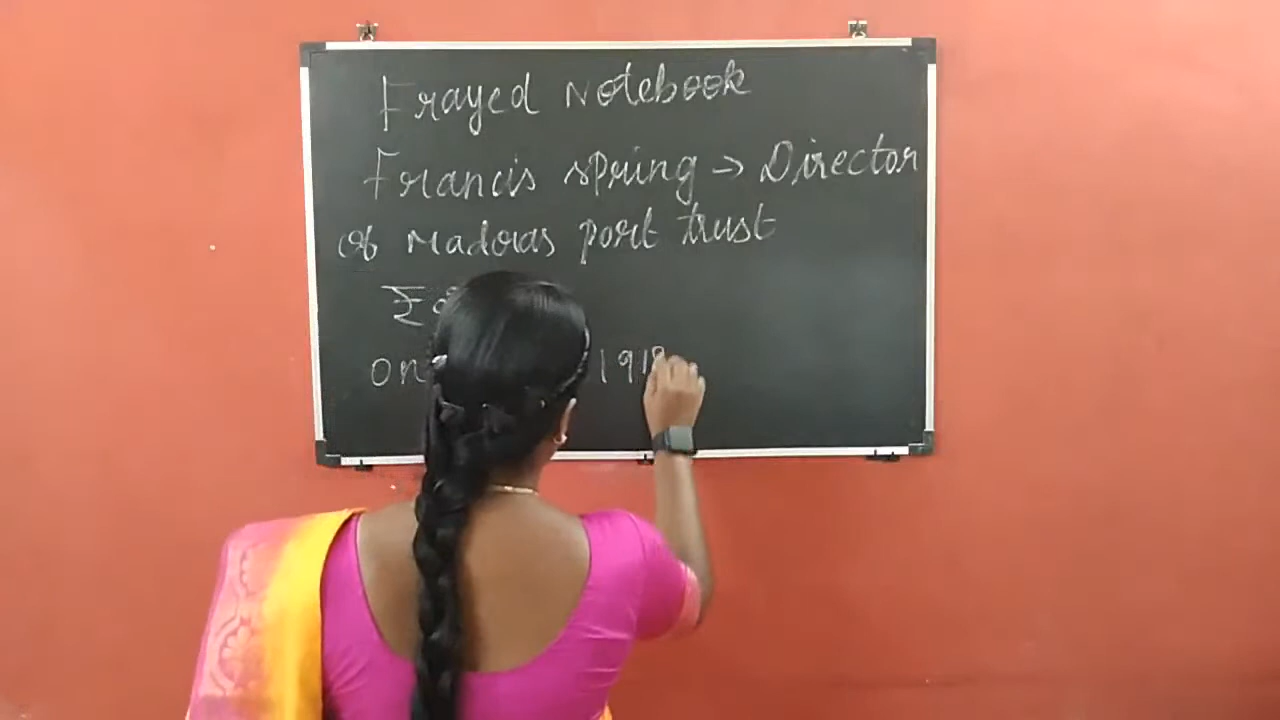 Frayed Notebook
Francis spring → Director
of Madras port trust
₹
on 1918